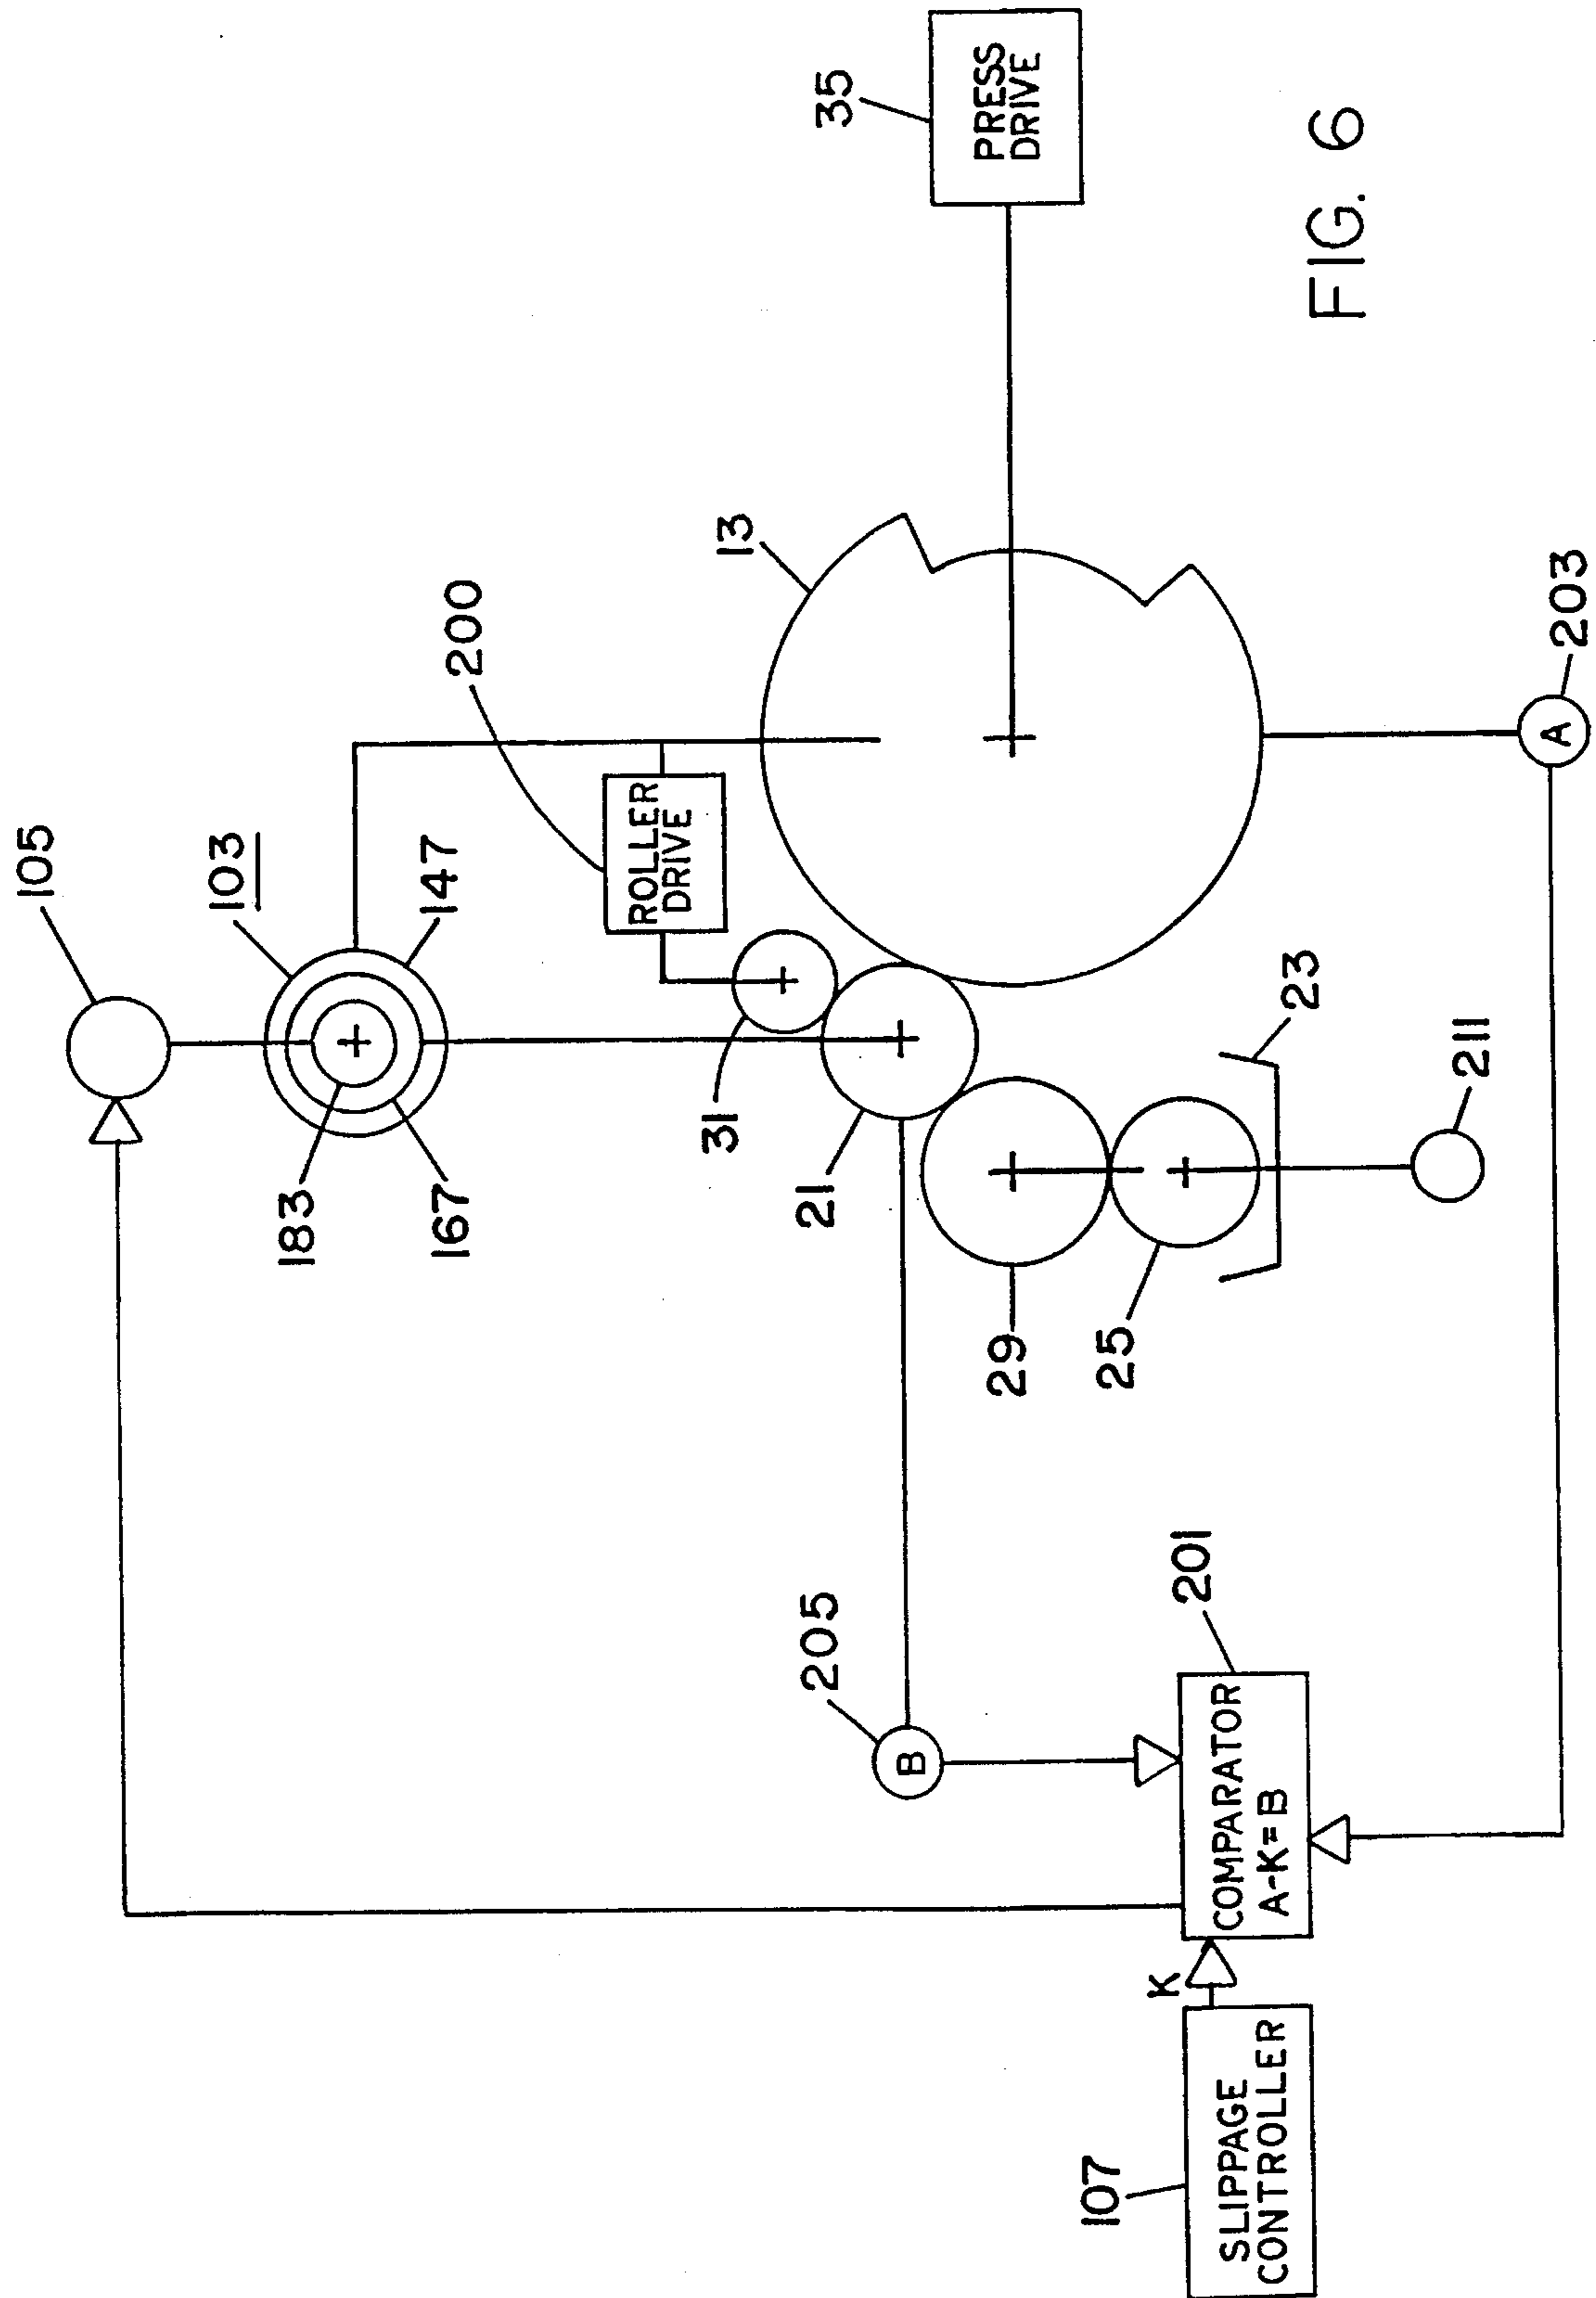 105
103
147
183
167
200
ROLLER
DRIVE
31
13
35
PRESS
DRIVE
21
29
25
23
211
205
B
201
COMPARATOR
A-K=B
K
107
SLIPPAGE
CONTROLLER
A
203
FIG. 6